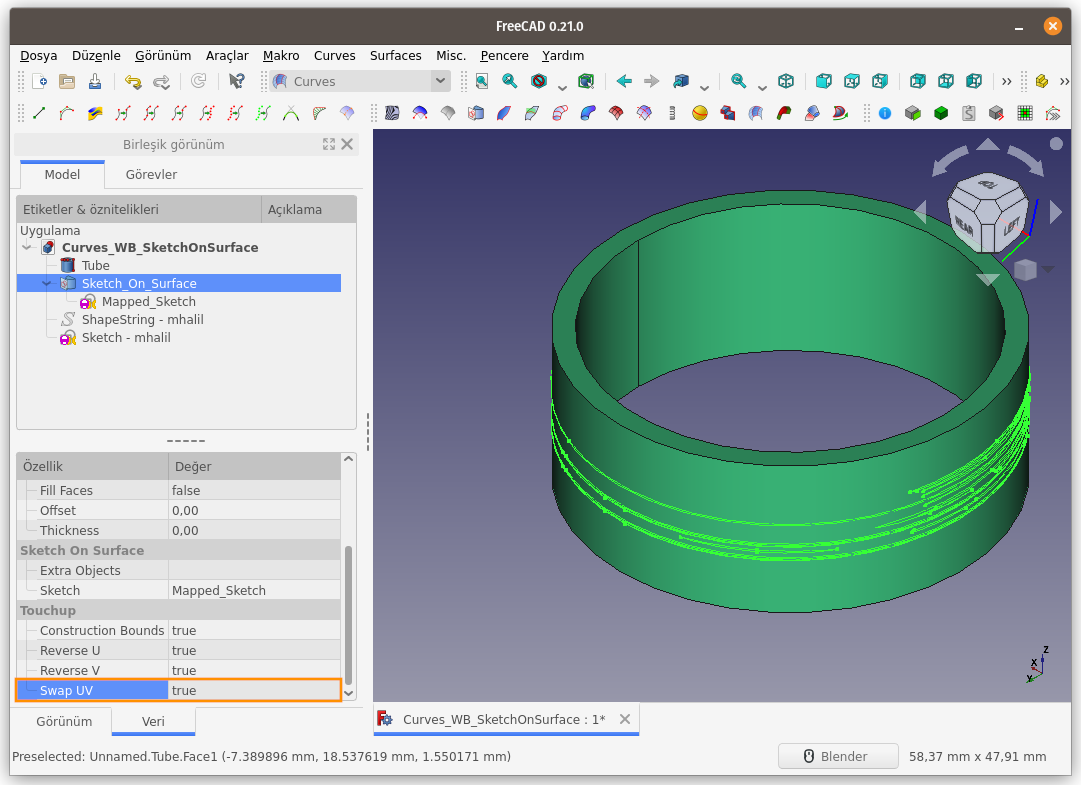 FreeCAD 0.21.0
Dosya Düzenle Görünüm Araçlar Makro Curves Surfaces Misc. Pencere Yardım
Curves
Birleşik görünüm
Model Görevler
Etiketler & öznitelikleri Açıklama
Uygulama
Curves_WB_SketchOnSurface
Tube
Sketch_On_Surface
Mapped_Sketch
ShapeString - mhalil
Sketch - mhalil
TOP
REAR LEFT
Özellik Değer
Fill Faces false
Offset 0,00
Thickness 0,00
Sketch On Surface
Extra Objects
Sketch Mapped_Sketch
Touchup
Construction Bounds true
Reverse U true
Reverse V true
Swap UV true
Z
X
Y
Görünüm Veri
Curves_WB_SketchOnSurface : 1*
Preselected: Unnamed.Tube.Face1 (-7.389896 mm, 18.537619 mm, 1.550171 mm)
Blender 58,37 mm x 47,91 mm